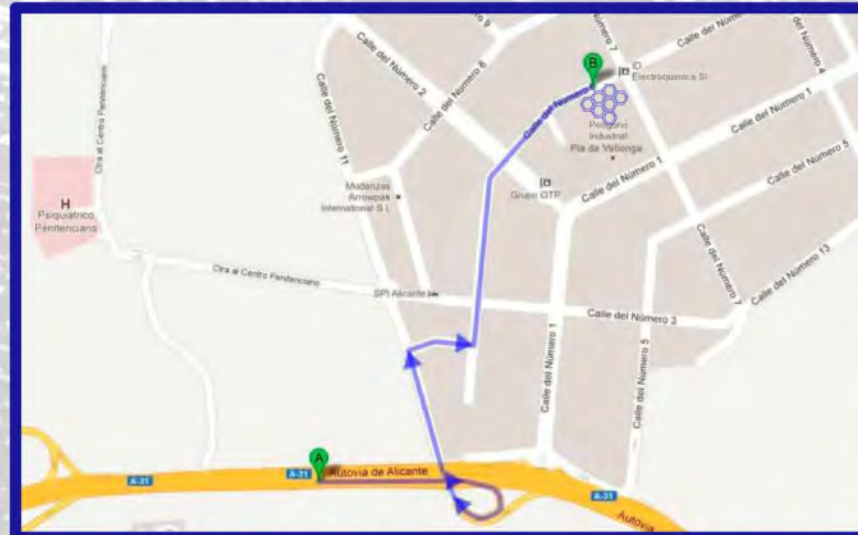 Calle del Número 9
Calle del Número 7
Calle del Número 2
Calle del Número 6
Calle del Número 4
Calle del Número 11
B
ID
Electroquimica Sl
Calle del Número
Calle del Número 1
Polígono
Industrial
Pla de Vallonga
Calle del Número 5
Ctra al Centro Penitenciario
Mudanzas
Arrowpak
International S L
Grupo OTP
Calle del Número 1
H
Psiquiátrico
Penitenciario
Calle del Número 7
Calle del Número 13
Ctra al Centro Penitenciario
SPJ Alicante
Calle del Número 3
Calle del Número 1
Calle del Número 5
A
A-31
A-31
Autovia de Alicante
A-31
Autovia